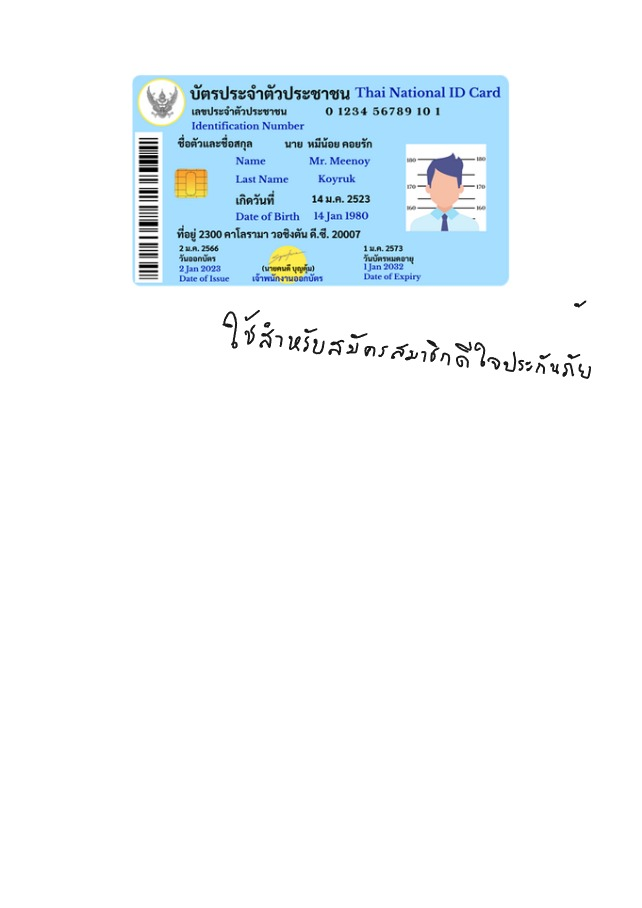 บัตรประจำตัวประชาชน Thai National ID Card
เลขประจำตัวประชาชน 0 1234 56789 10 1
Identification Number
ชื่อตัวและชื่อสกุล นาย หมีน้อย คอยรัก
Name Mr. Meenoy
Last Name Koyruk
เกิดวันที่ 14 ม.ค. 2523
Date of Birth 14 Jan 1980
ที่อยู่ 2300 คาโลรามา วอชิงตัน ดี.ซี. 20007
2 ม.ค. 2566 1 ม.ค. 2573
วันออกบัตร วันบัตรหมดอายุ
2 Jan 2023 (นายคนดี บุญคุ้ม) 1 Jan 2032
Date of Issue เจ้าพนักงานออกบัตร Date of Expiry
180 180
170 170
160 160
ใช้สำหรับสมัครสมาชิกดีใจประกันภัย